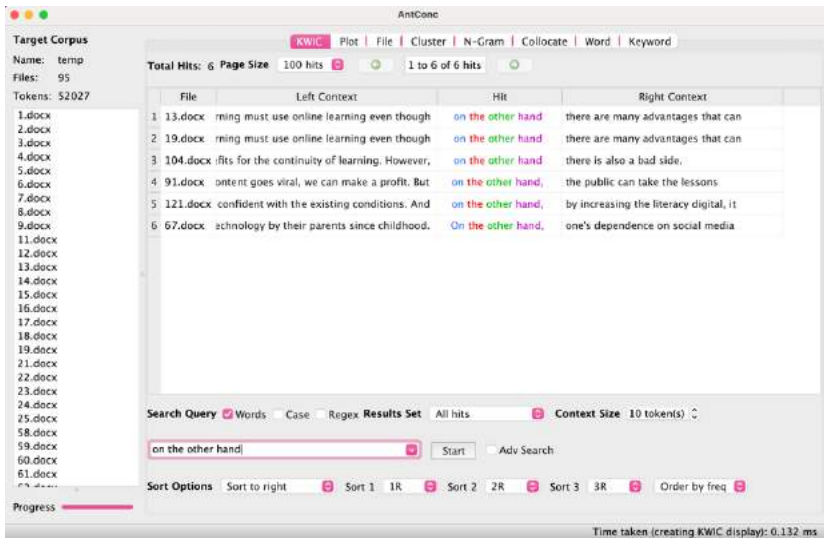 AntConc
Target Corpus
Name: temp
Files: 95
Tokens: 52027
1.docx
2.docx
3.docx
4.docx
5.docx
6.docx
7.docx
8.docx
9.docx
11.docx
12.docx
13.docx
14.docx
15.docx
16.docx
17.docx
18.docx
19.docx
21.docx
22.docx
23.docx
24.docx
25.docx
58.docx
59.docx
60.docx
61.docx
Progress
KWIC Plot File Cluster N-Gram Collocate Word Keyword
Total Hits: 6 Page Size 100 hits 1 to 6 of 6 hits
File Left Context Hit Right Context
1 13.docx rning must use online learning even though on the other hand there are many advantages that can
2 19.docx rning must use online learning even though on the other hand there are many advantages that can
3 104.docx fits for the continuity of learning. However, on the other hand there is also a bad side.
4 91.docx ontent goes viral, we can make a profit. But on the other hand, the public can take the lessons
5 121.docx confident with the existing conditions. And on the other hand, by increasing the literacy digital, it
6 67.docx echnology by their parents since childhood. On the other hand, one's dependence on social media
Search Query Words Case Regex Results Set All hits Context Size 10 token(s)
on the other hand Start Adv Search
Sort Options Sort to right Sort 1 1R Sort 2 2R Sort 3 3R Order by freq
Time taken (creating KWIC display): 0.132 ms